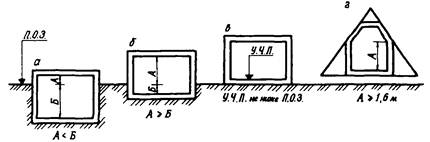 а
б
в
г
П.О.З.
А
Б
А
Б
У.Ч.П.
А
А < Б
А ≥ Б
У.Ч.П. не ниже П.О.З.
А ≥ 1,6 м